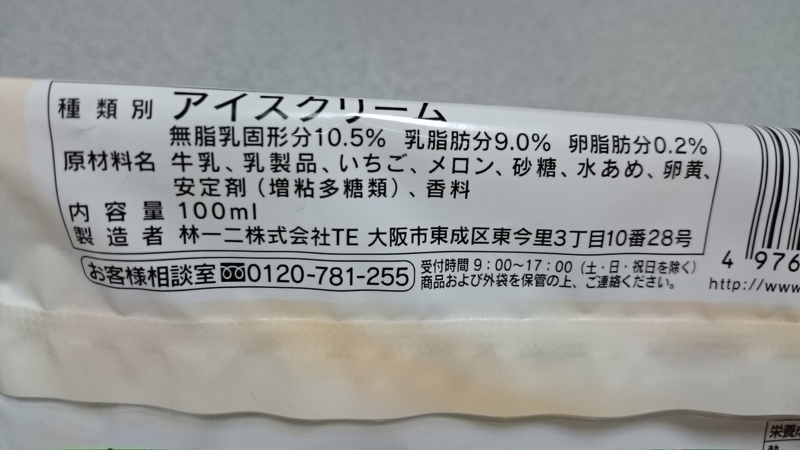 種類別 アイスクリーム
無脂乳固形分10.5% 乳脂肪分9.0% 卵脂肪分0.2%
原材料名 牛乳、乳製品、いちご、メロン、砂糖、水あめ、卵黄、
安定剤(増粘多糖類)、香料
内容量 100ml
製造者 林一二株式会社TE 大阪市東成区東今里3丁目10番28号
お客様相談室 0120-781-255
受付時間 9:00〜17:00(土・日・祝日を除く)
商品および外袋を保管の上、ご連絡ください。
4 976
http://www
栄養成